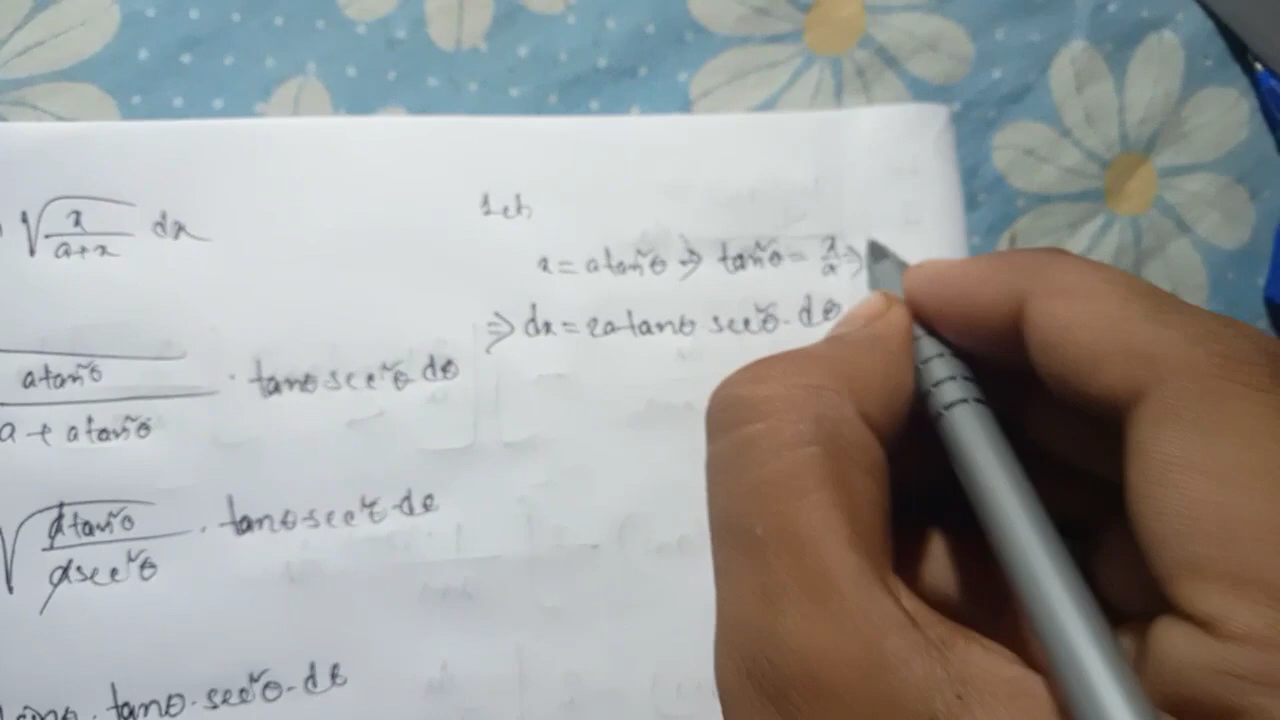 √(x/(a+x)) dx
Let,
x = a tan²θ ⇒ tan²θ = x/a ⇒
⇒ dx = 2a tanθ sec²θ. dθ
a tan²θ / (a + a tan²θ) · tanθ sec²θ dθ
√(a tan²θ / a sec²θ) · tanθ sec²θ dθ
. tanθ. sec²θ. dθ